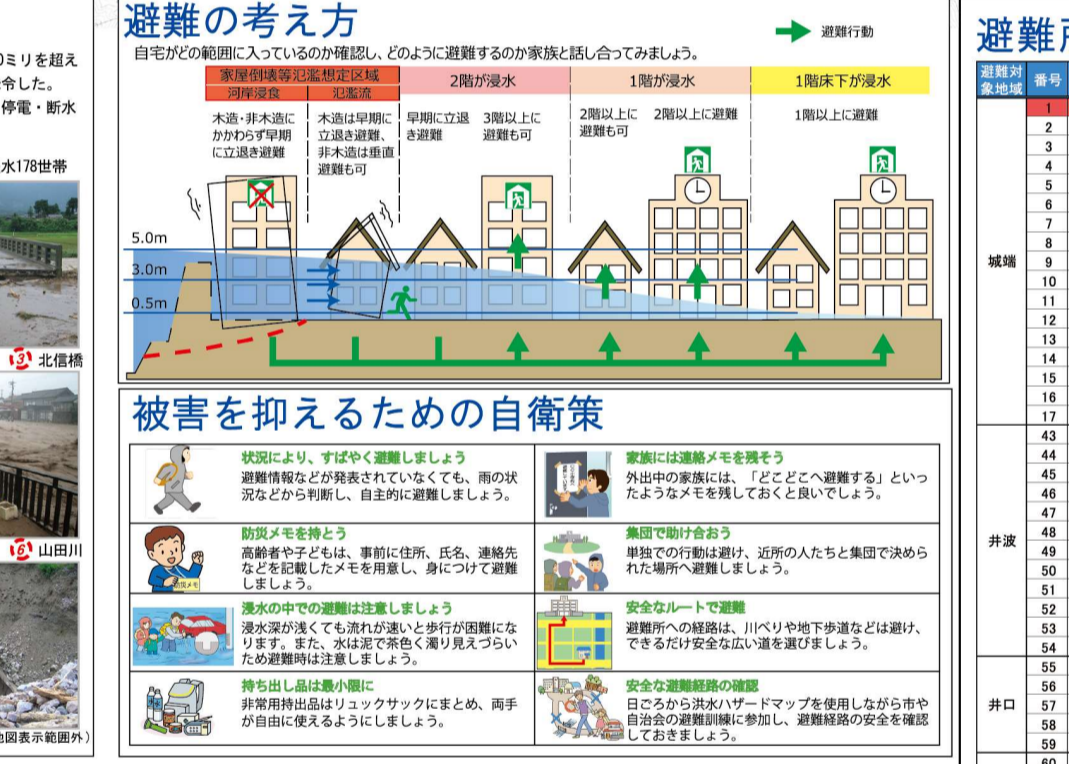 0ミリを超え
令した。
停電・断水
水178世帯
3 北信橋
6 山田川
図表示範囲外)
避難の考え方
自宅がどの範囲に入っているのか確認し、どのように避難するのか家族と話し合ってみましょう。
避難行動
家屋倒壊等氾濫想定区域
河岸浸食
氾濫流
2階が浸水
1階が浸水
1階床下が浸水
木造・非木造に
かかわらず早期
に立退き避難
木造は早期に
立退き避難、
非木造は垂直
避難も可
早期に立退
き避難
3階以上に
避難も可
2階以上に
避難も可
2階以上に避難
1階以上に避難
5.0m
3.0m
0.5m
被害を抑えるための自衛策
状況により、すばやく避難しましょう
避難情報などが発表されていなくても、雨の状
況などから判断し、自主的に避難しましょう。
防災メモを持とう
高齢者や子どもは、事前に住所、氏名、連絡先
などを記載したメモを用意し、身につけて避難
しましょう。
防災メモ
浸水の中での避難は注意しましょう
浸水深が浅くても流れが速いと歩行が困難にな
ります。また、水は泥で茶色く濁り見えづらい
ため避難時は注意しましょう。
持ち出し品は最小限に
非常用持出品はリュックサックにまとめ、両手
が自由に使えるようにしましょう。
家族には連絡メモを残そう
外出中の家族には、「どこどこへ避難する」といっ
たようなメモを残しておくと良いでしょう。
集団で助け合おう
単独での行動は避け、近所の人たちと集団で決めら
れた場所へ避難しましょう。
安全なルートで避難
避難所への経路は、川べりや地下歩道などは避け、
できるだけ安全な広い道を選びましょう。
安全な避難経路の確認
日ごろから洪水ハザードマップを使用しながら市や
自治会の避難訓練に参加し、避難経路の安全を確認
しておきましょう。
避難所
避難対
象地域
番号
城端
1
2
3
4
5
6
7
8
9
10
11
12
13
14
15
16
17
井波
43
44
45
46
47
48
49
50
51
52
53
54
井口
55
56
57
58
59
60